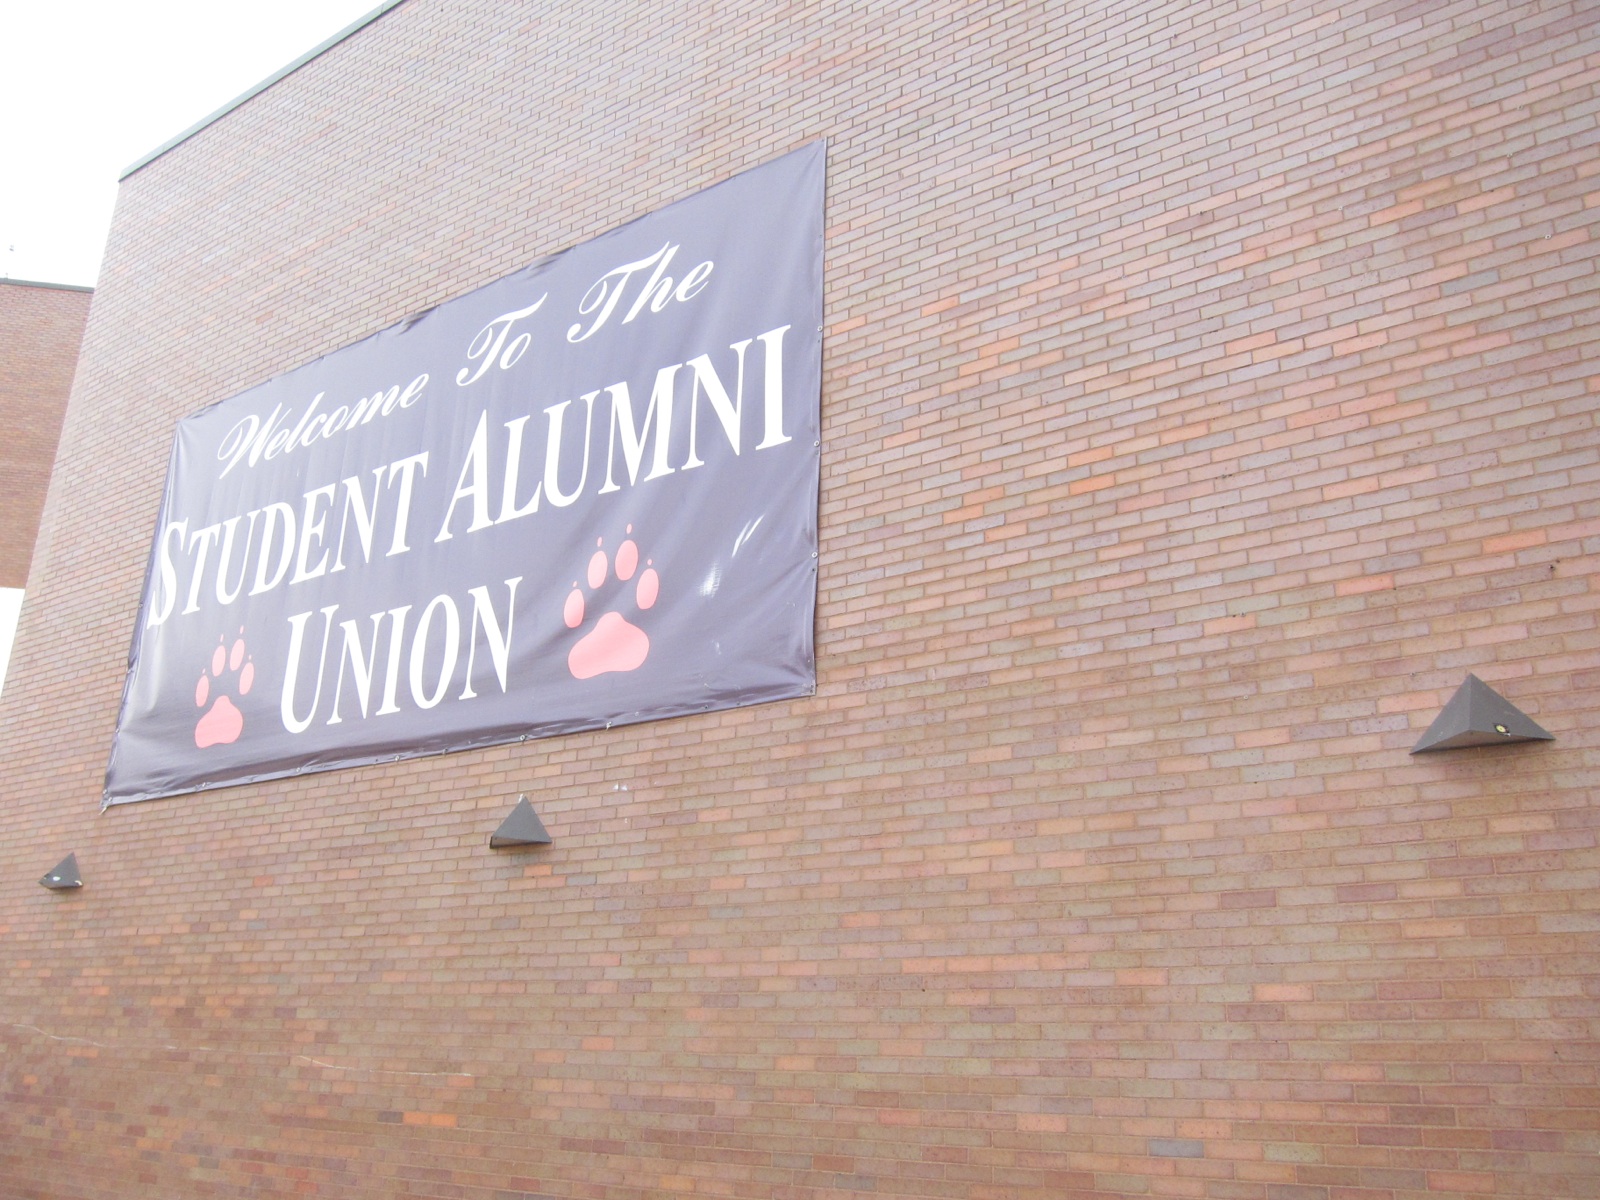 Welcome To The
STUDENT ALUMNI
UNION